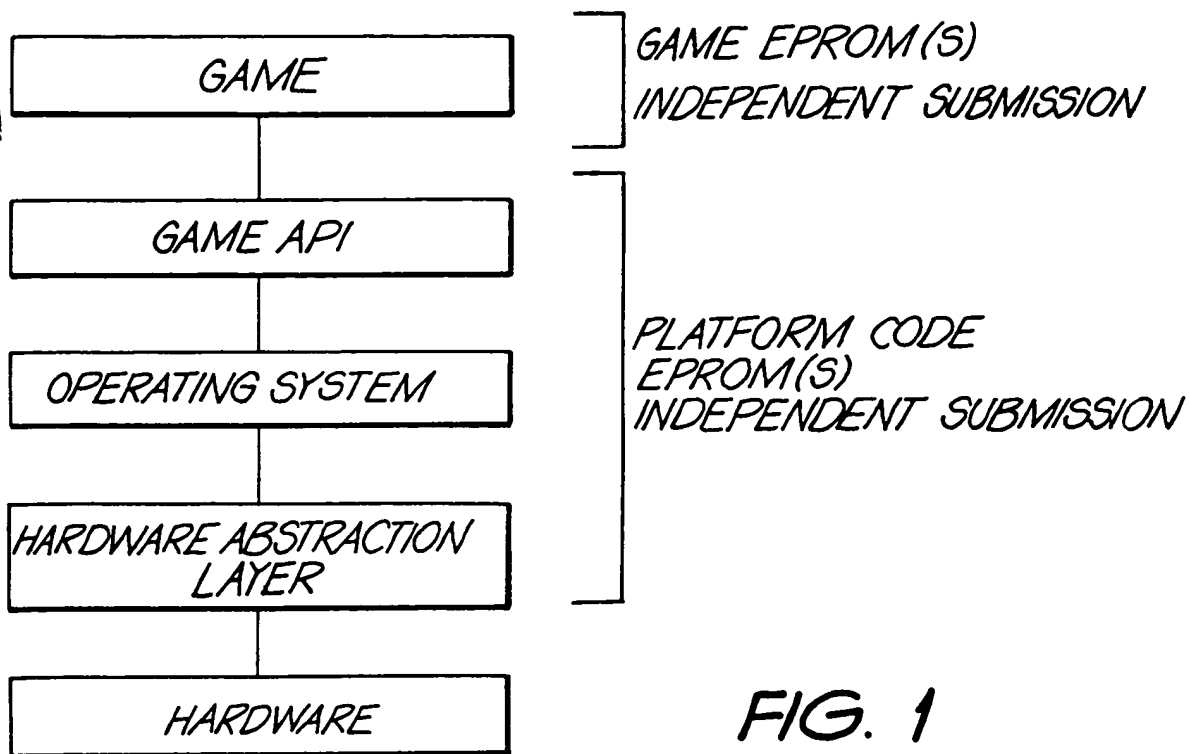 GAME
GAME EPROM(S)
INDEPENDENT SUBMISSION
GAME API
OPERATING SYSTEM
PLATFORM CODE
EPROM(S)
INDEPENDENT SUBMISSION
HARDWARE ABSTRACTION
LAYER
HARDWARE
FIG. 1